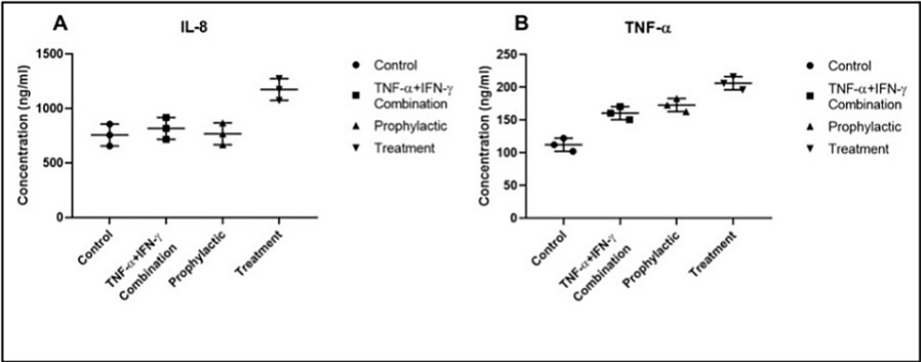 A
IL-8
Concentration (ng/ml)
1500
1000
500
0
Control
TNF-α+IFN-γ
Combination
Prophylactic
Treatment
Control
TNF-α+IFN-γ
Combination
Prophylactic
Treatment
B
TNF-α
Concentration (ng/ml)
250
200
150
100
50
0
Control
TNF-α+IFN-γ
Combination
Prophylactic
Treatment
Control
TNF-α+IFN-γ
Combination
Prophylactic
Treatment